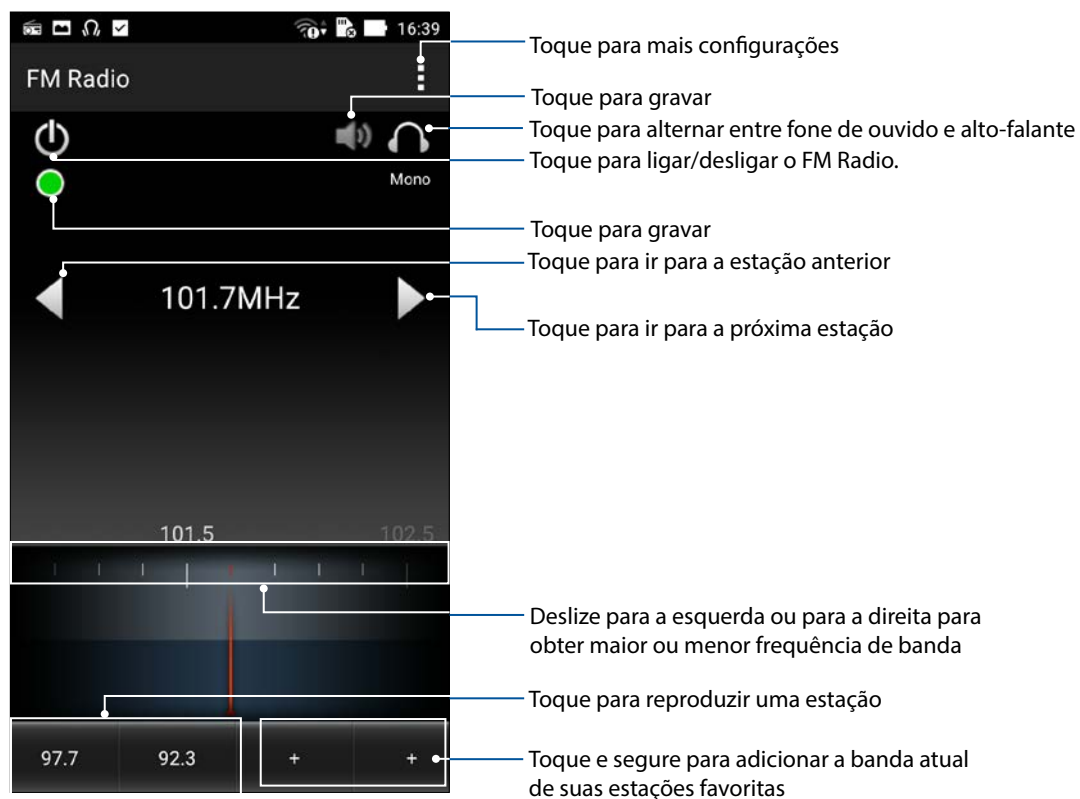 16:39
Toque para mais configurações
FM Radio
Toque para gravar
Toque para alternar entre fone de ouvido e alto-falante
Toque para ligar/desligar o FM Radio.
Mono
Toque para gravar
Toque para ir para a estação anterior
101.7MHz
Toque para ir para a próxima estação
101.5 102.5
Deslize para a esquerda ou para a direita para
obter maior ou menor frequência de banda
Toque para reproduzir uma estação
97.7 92.3 + +
Toque e segure para adicionar a banda atual
de suas estações favoritas